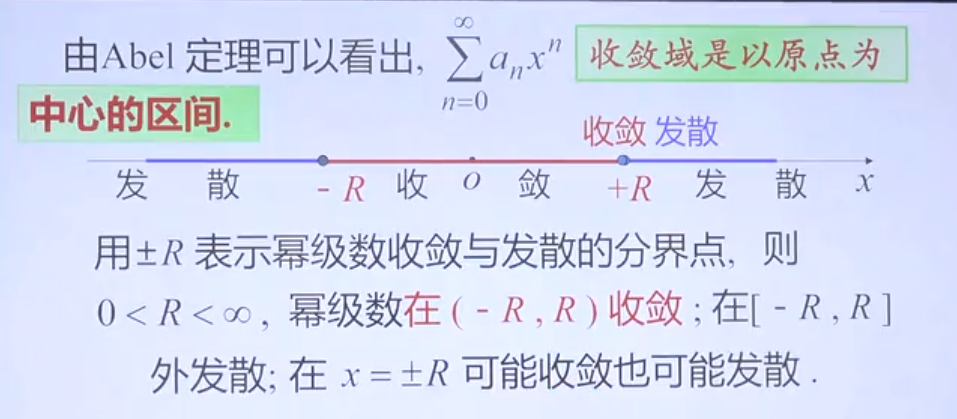 由Abel 定理可以看出, $\sum_{n=0}^{\infty} a_n x^n$ 收敛域是以原点为
中心的区间.
收敛 发散
发 散 - R 收 o 敛 +R 发 散 x
用±R 表示幂级数收敛与发散的分界点, 则
0 < R < ∞ , 幂级数在 ( - R , R ) 收敛 ; 在[ - R , R ]
外发散; 在 x = ±R 可能收敛也可能发散 .